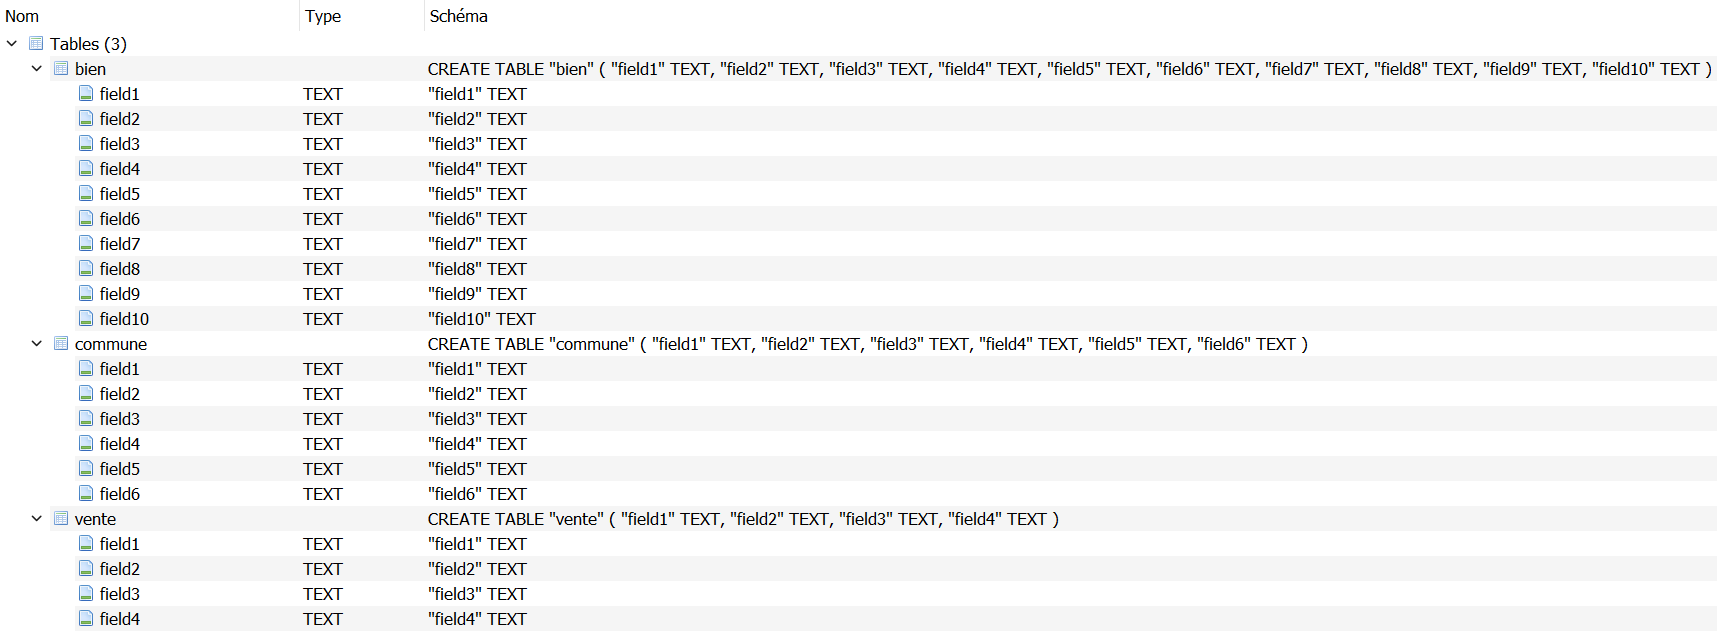 Nom Type Schéma
Tables (3)
bien CREATE TABLE "bien" ( "field1" TEXT, "field2" TEXT, "field3" TEXT, "field4" TEXT, "field5" TEXT, "field6" TEXT, "field7" TEXT, "field8" TEXT, "field9" TEXT, "field10" TEXT )
field1 TEXT "field1" TEXT
field2 TEXT "field2" TEXT
field3 TEXT "field3" TEXT
field4 TEXT "field4" TEXT
field5 TEXT "field5" TEXT
field6 TEXT "field6" TEXT
field7 TEXT "field7" TEXT
field8 TEXT "field8" TEXT
field9 TEXT "field9" TEXT
field10 TEXT "field10" TEXT
commune CREATE TABLE "commune" ( "field1" TEXT, "field2" TEXT, "field3" TEXT, "field4" TEXT, "field5" TEXT, "field6" TEXT )
field1 TEXT "field1" TEXT
field2 TEXT "field2" TEXT
field3 TEXT "field3" TEXT
field4 TEXT "field4" TEXT
field5 TEXT "field5" TEXT
field6 TEXT "field6" TEXT
vente CREATE TABLE "vente" ( "field1" TEXT, "field2" TEXT, "field3" TEXT, "field4" TEXT )
field1 TEXT "field1" TEXT
field2 TEXT "field2" TEXT
field3 TEXT "field3" TEXT
field4 TEXT "field4" TEXT